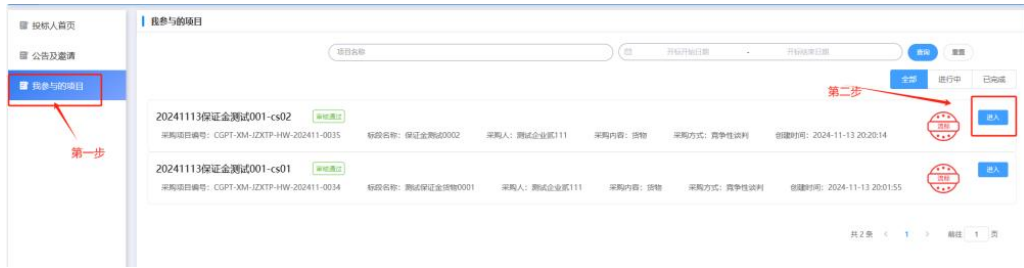 投标人首页
公告及邀请
我参与的项目
第一步
我参与的项目
项目名称
开标开始日期 - 开标结束日期
查询 重置
全部 进行中 已完成
第二步
20241113保证金测试001-cs02 审核通过
采购项目编号：CGPT-XM-JZXTP-HW-202411-0035 标段名称：保证金测试0002 采购人：测试企业贰111 采购内容：货物 采购方式：竞争性谈判 创建时间：2024-11-13 20:20:14
流标
进入
20241113保证金测试001-cs01 审核通过
采购项目编号：CGPT-XM-JZXTP-HW-202411-0034 标段名称：测试保证金货物0001 采购人：测试企业贰111 采购内容：货物 采购方式：竞争性谈判 创建时间：2024-11-13 20:01:55
流标
进入
共 2 条 < 1 > 前往 1 页